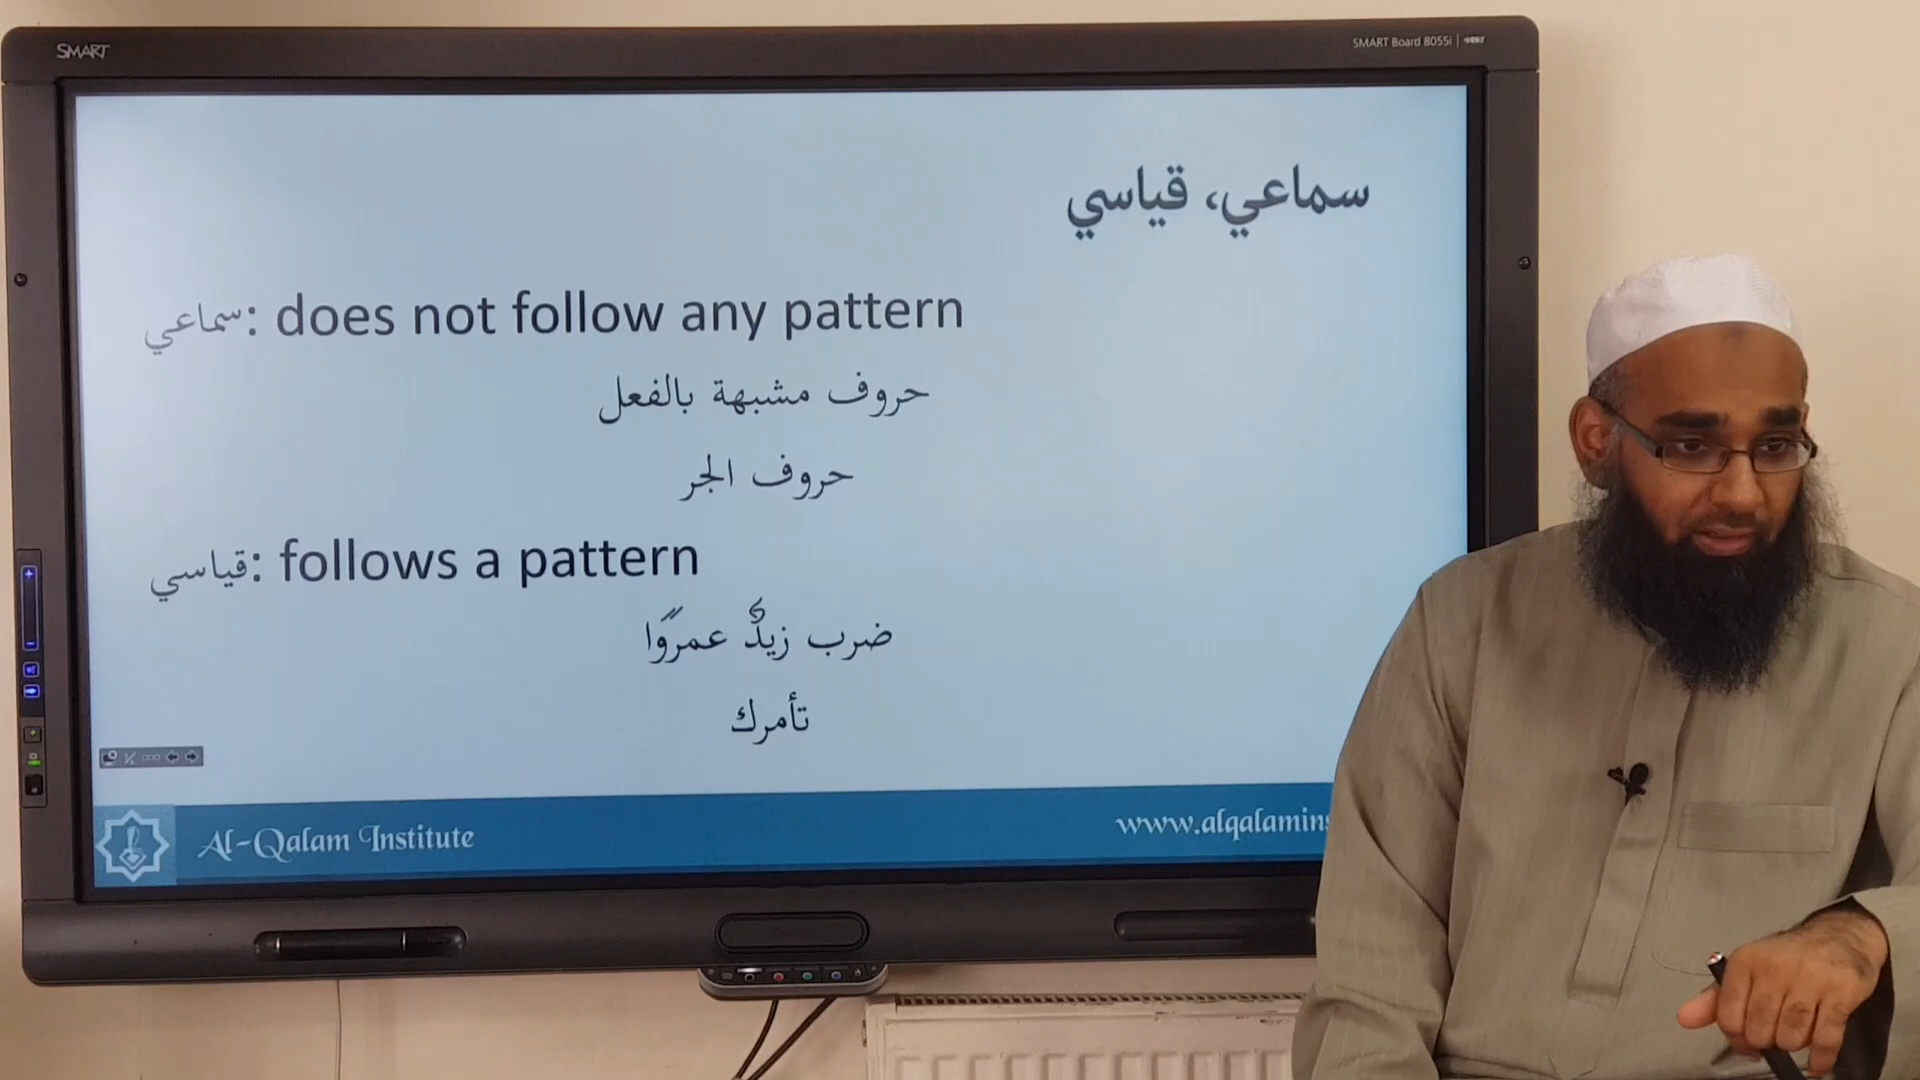 SMART
SMART Board 8055i
سماعي، قياسي
سماعي: does not follow any pattern
حروف مشبهة بالفعل
حروف الجر
قياسي: follows a pattern
ضرب زيدٌ عمرًوا
تأمرك
Al-Qalam Institute
www.alqalamins